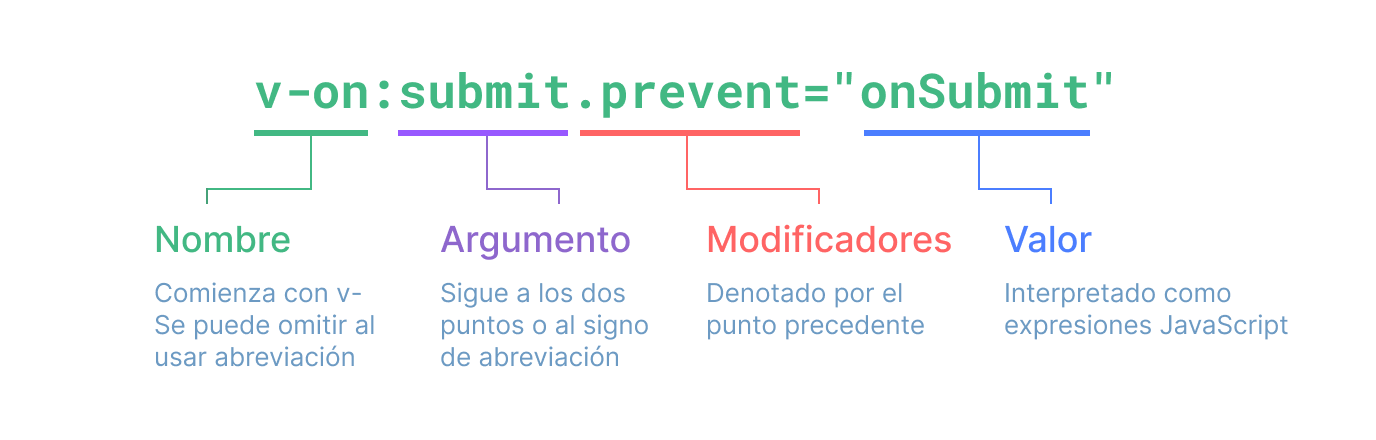 v-on:submit.prevent="onSubmit"
Nombre
Comienza con v-
Se puede omitir al
usar abreviación
Argumento
Sigue a los dos
puntos o al signo
de abreviación
Modificadores
Denotado por el
punto precedente
Valor
Interpretado como
expresiones JavaScript